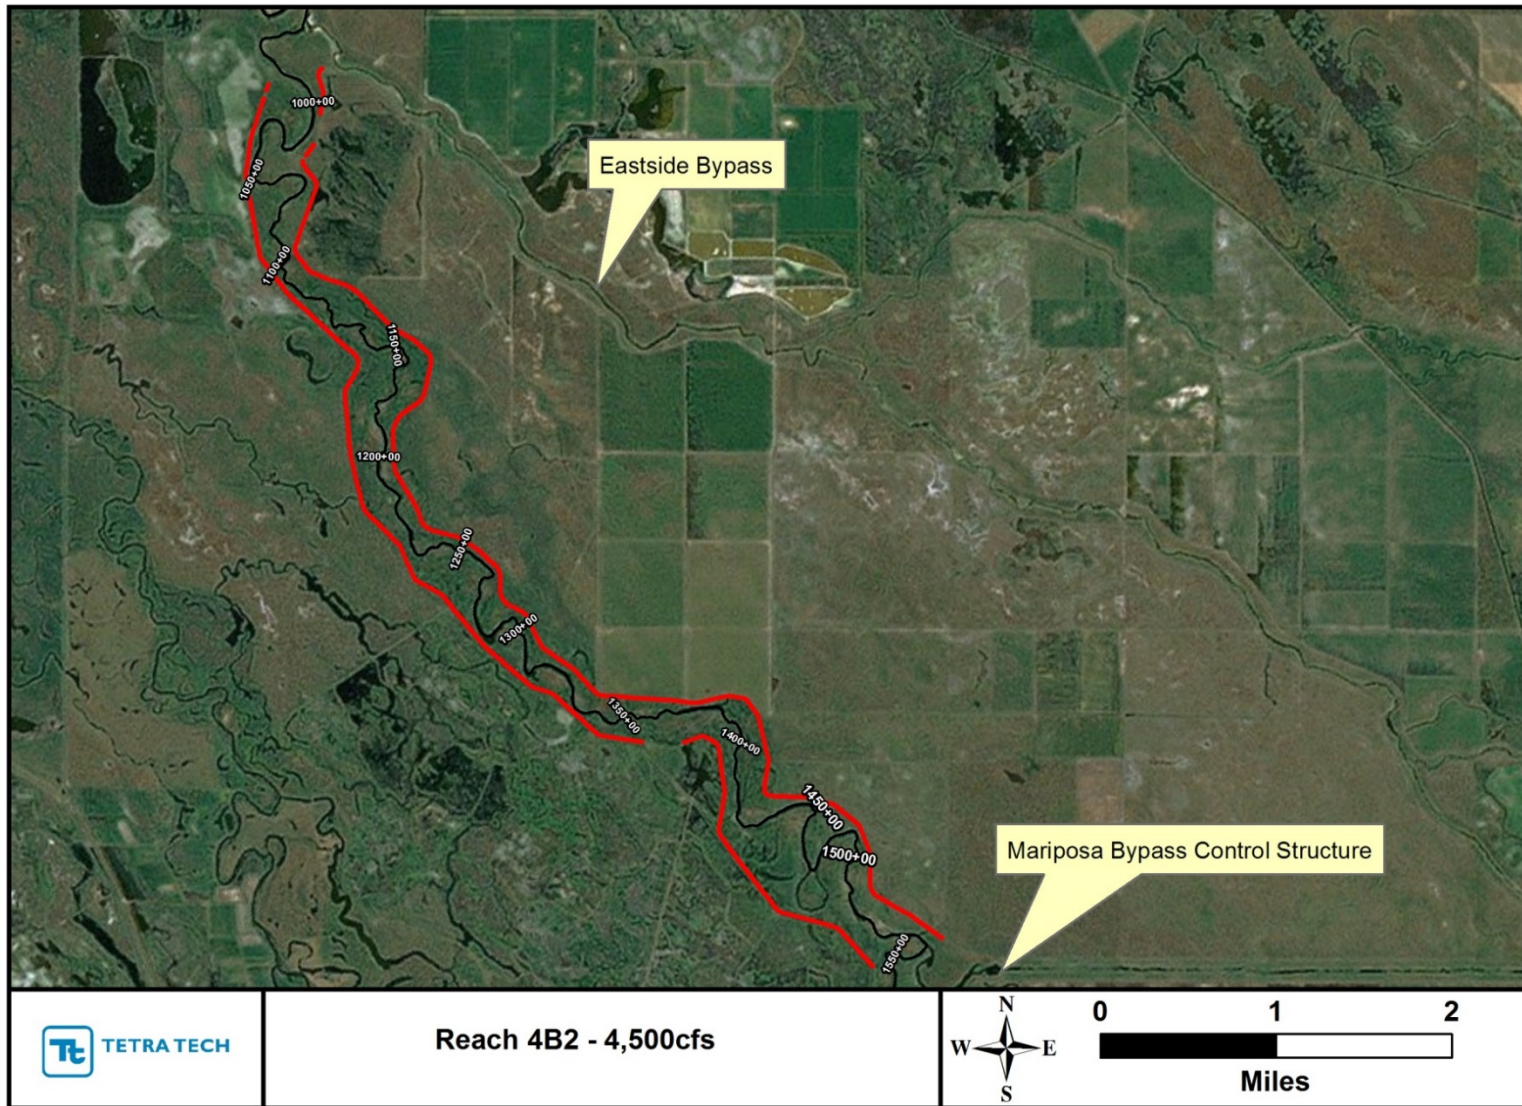 1000+00
Eastside Bypass
1050+00
1100+00
1150+00
1200+00
1250+00
1300+00
1350+00
1400+00
1450+00
1500+00
Mariposa Bypass Control Structure
1550+00
Tt TETRA TECH
Reach 4B2 - 4,500cfs
N
W E
S
0 1 2
Miles